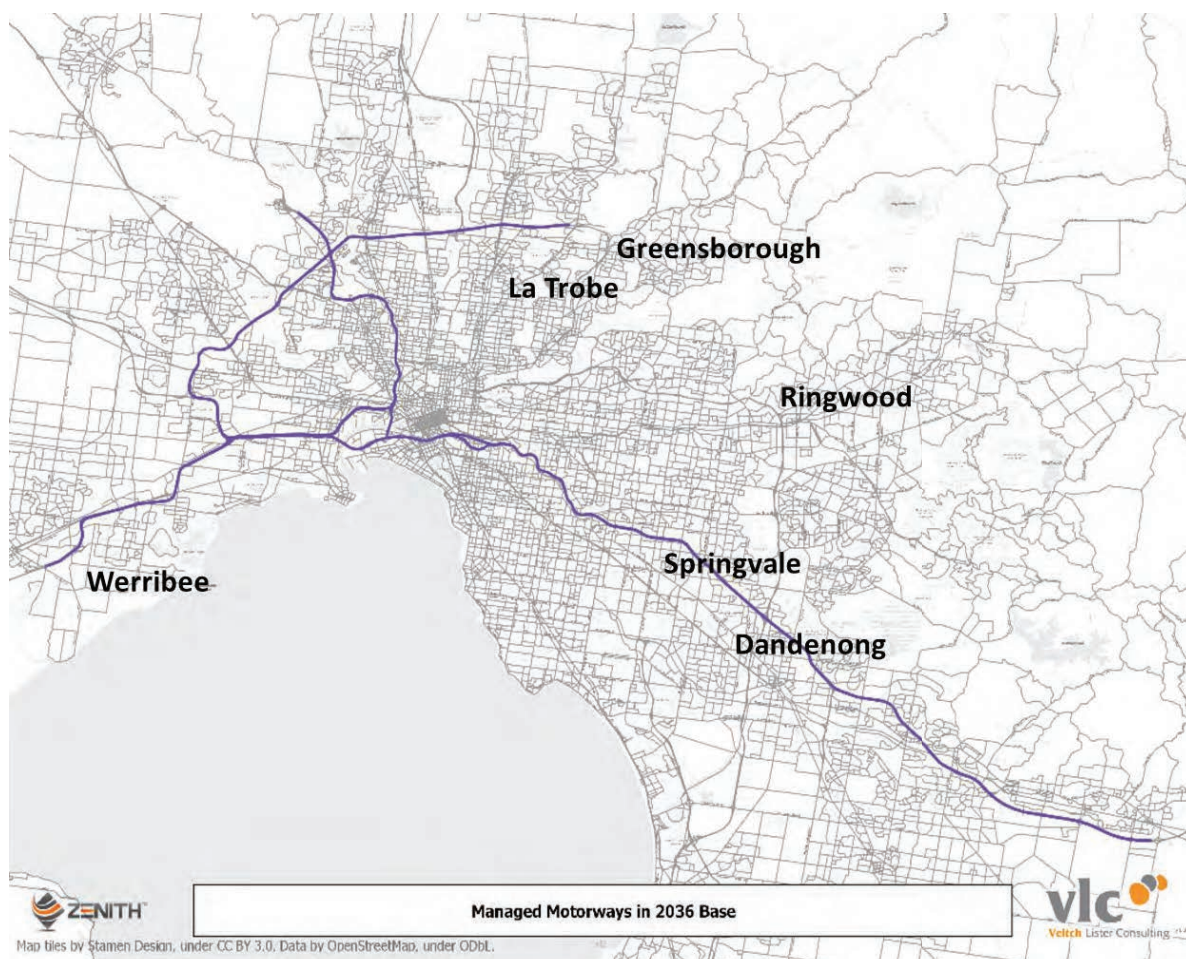 Greensborough
La Trobe
Ringwood
Springvale
Werribee
Dandenong
ZENITH™
Managed Motorways in 2036 Base
vlc
Veitch Lister Consulting
Map tiles by Stamen Design, under CC BY 3.0. Data by OpenStreetMap, under ODbL.